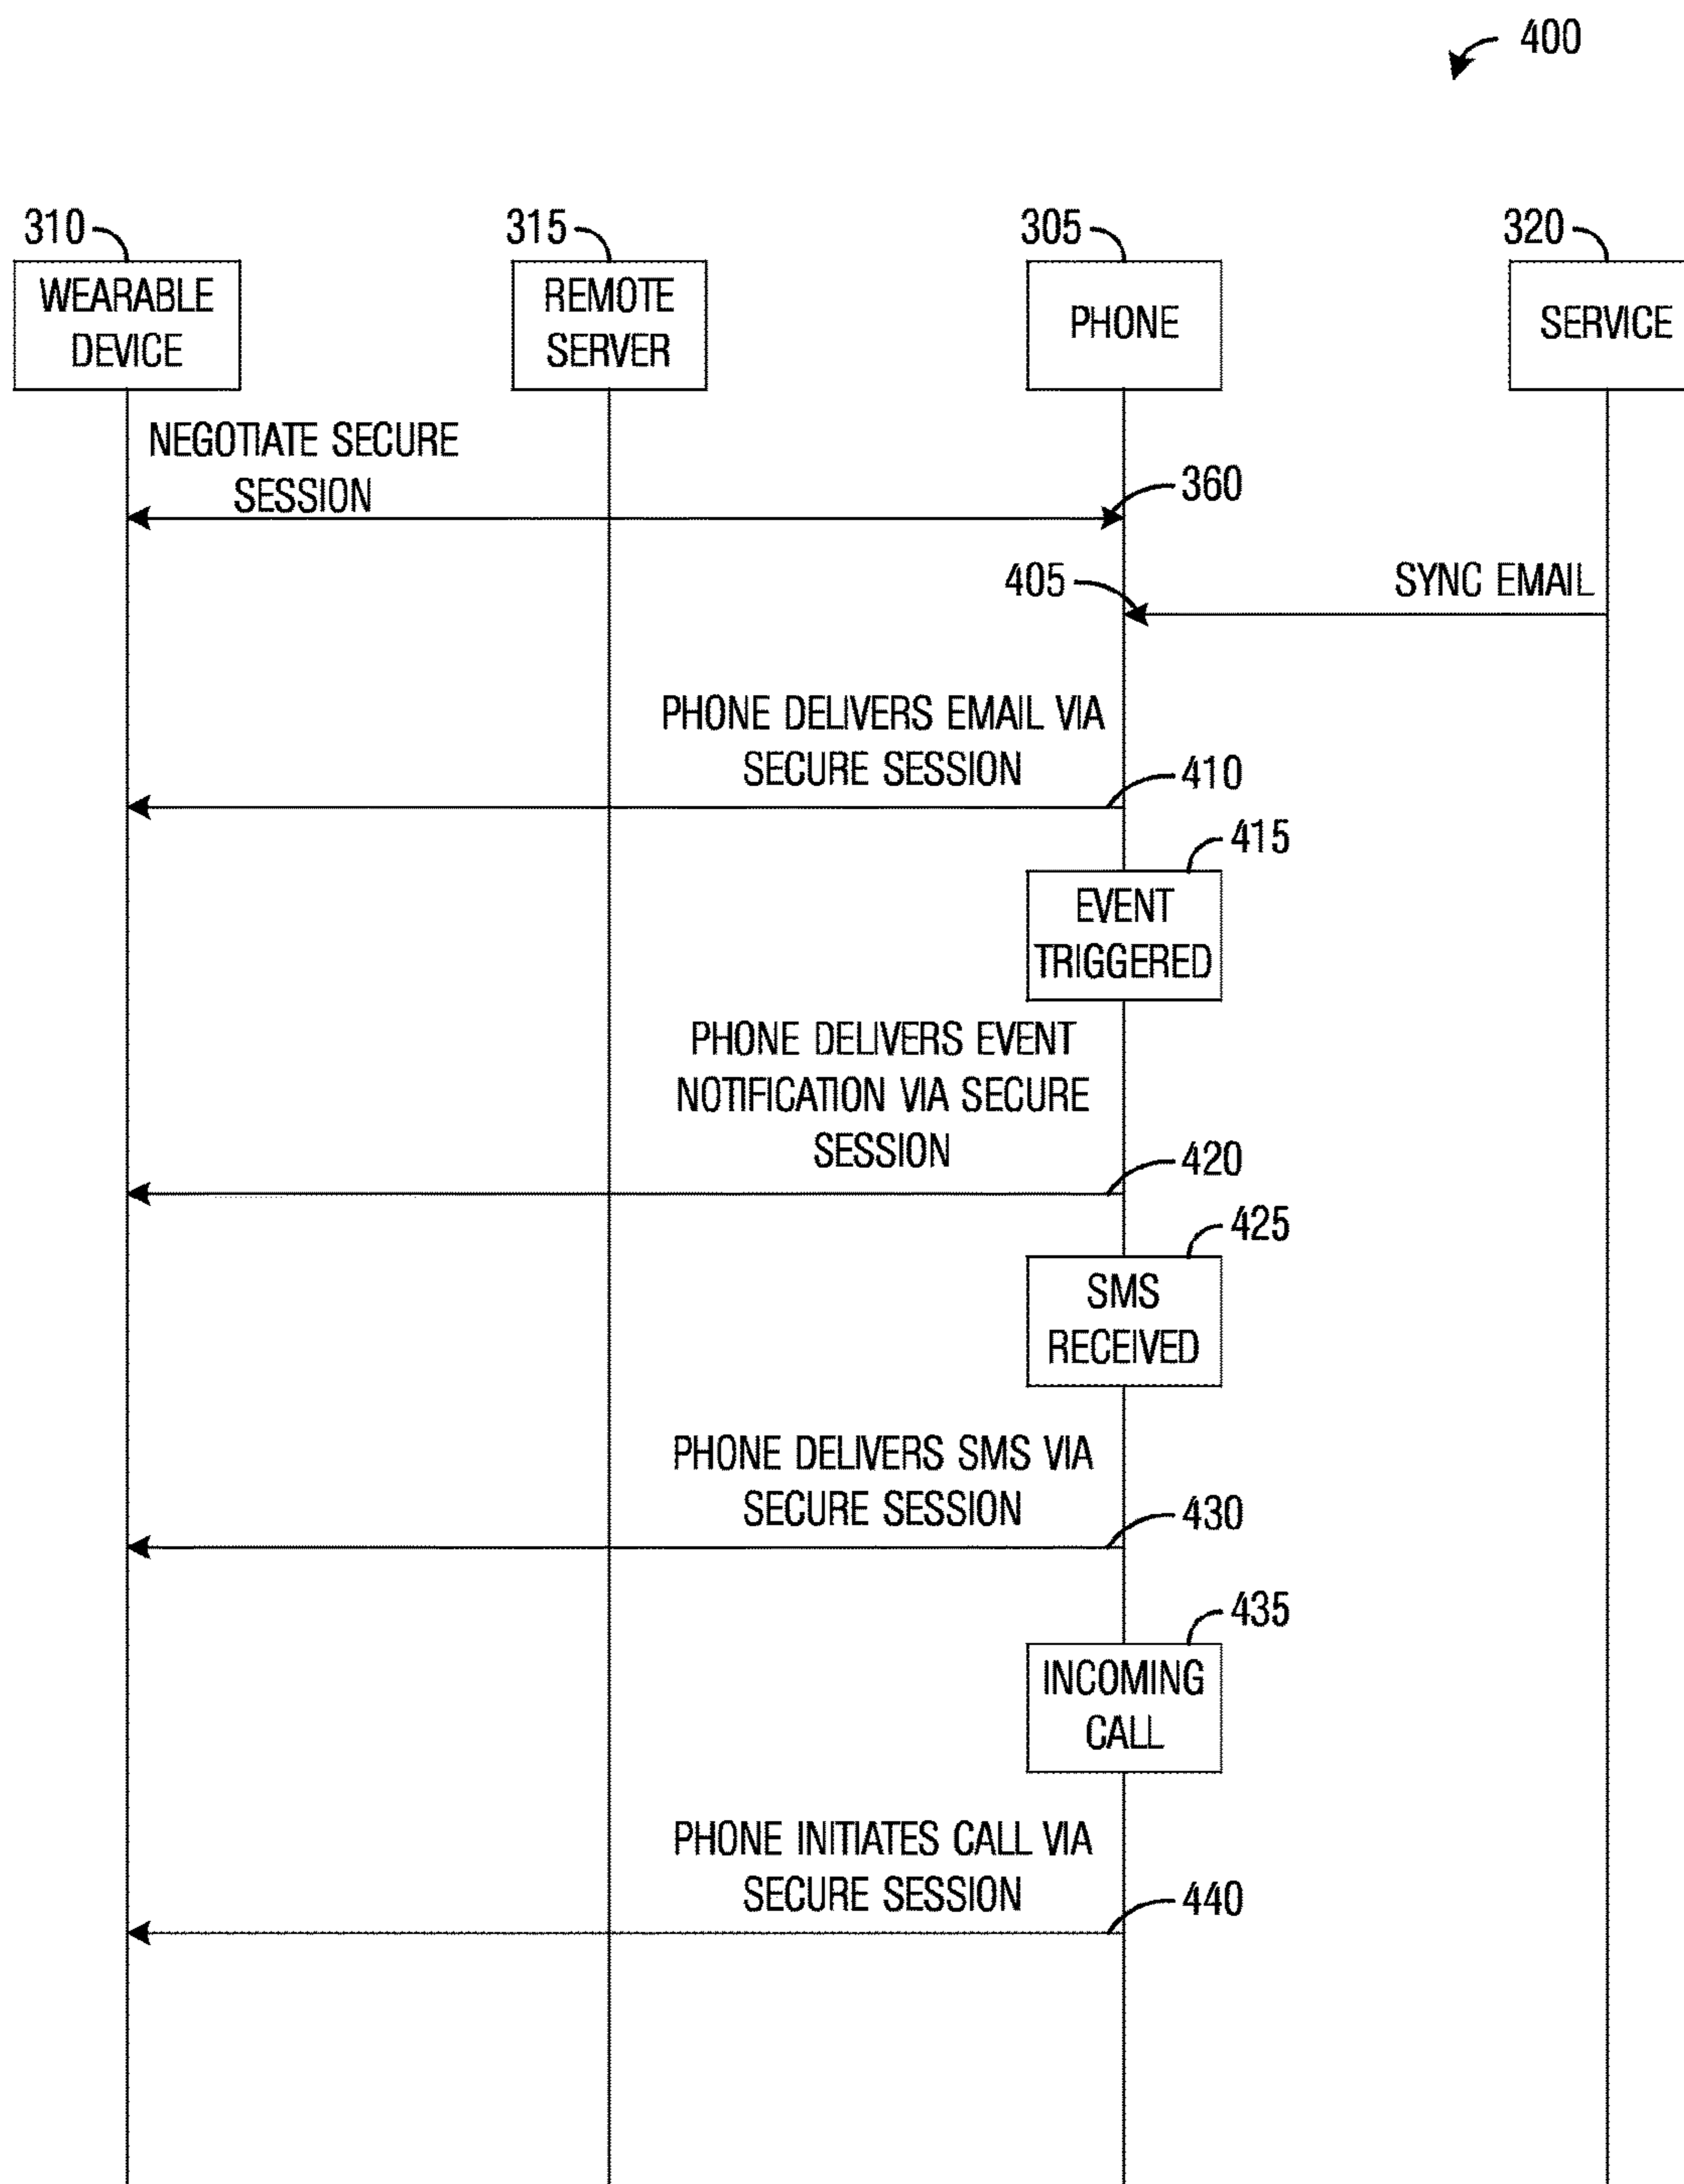 400
310
315
305
320
WEARABLE
DEVICE
REMOTE
SERVER
PHONE
SERVICE
NEGOTIATE SECURE
SESSION
360
405
SYNC EMAIL
PHONE DELIVERS EMAIL VIA
SECURE SESSION
410
415
EVENT
TRIGGERED
PHONE DELIVERS EVENT
NOTIFICATION VIA SECURE
SESSION
420
425
SMS
RECEIVED
PHONE DELIVERS SMS VIA
SECURE SESSION
430
435
INCOMING
CALL
PHONE INITIATES CALL VIA
SECURE SESSION
440